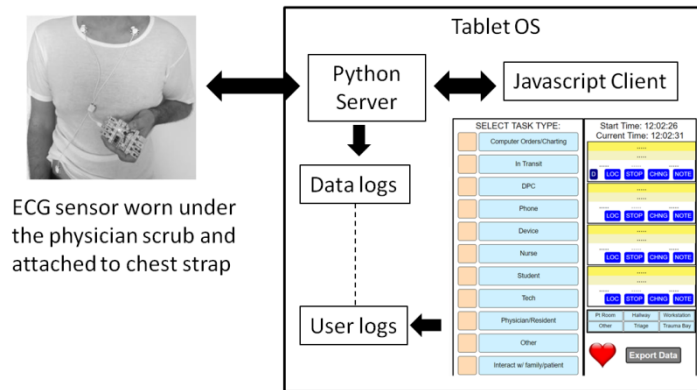 Tablet OS
Python
Server
Javascript Client
Data logs
User logs
ECG sensor worn under
the physician scrub and
attached to chest strap
SELECT TASK TYPE:
Computer Orders/Charting
In Transit
DPC
Phone
Device
Nurse
Student
Tech
Physician/Resident
Other
Interact w/ family/patient
Start Time: 12:02:26
Current Time: 12:02:31
D LOC STOP CHNG NOTE
LOC STOP CHNG NOTE
LOC STOP CHNG NOTE
LOC STOP CHNG NOTE
Pt Room Hallway Workstation
Other Triage Trauma Bay
Export Data